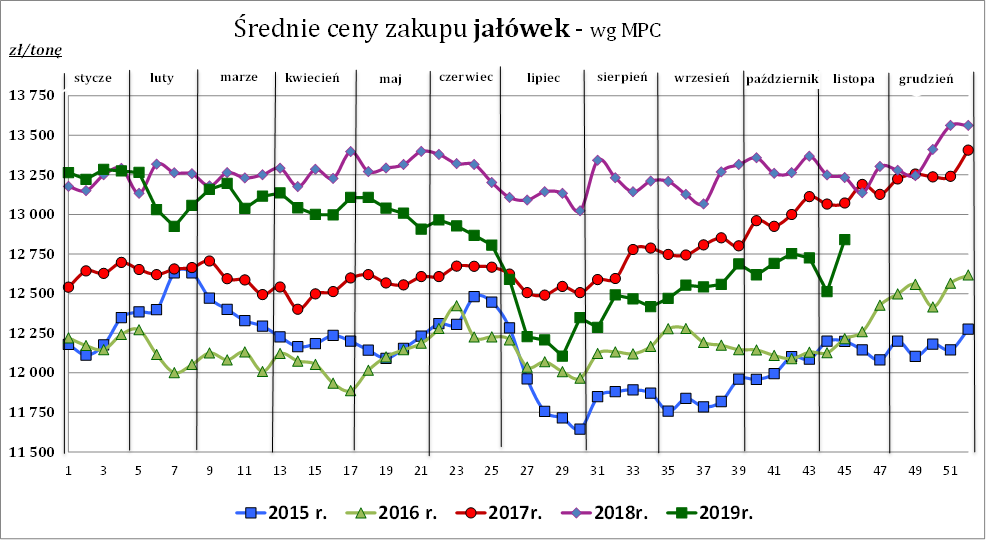 Średnie ceny zakupu jałówek - wg MPC
zł/tonę
stycze luty marze kwiecień maj czerwiec lipiec sierpień wrzesień październik listopa grudzień
13 750
13 500
13 250
13 000
12 750
12 500
12 250
12 000
11 750
11 500
1 3 5 7 9 11 13 15 17 19 21 23 25 27 29 31 33 35 37 39 41 43 45 47 49 51
2015 r. 2016 r. 2017r. 2018r. 2019r.